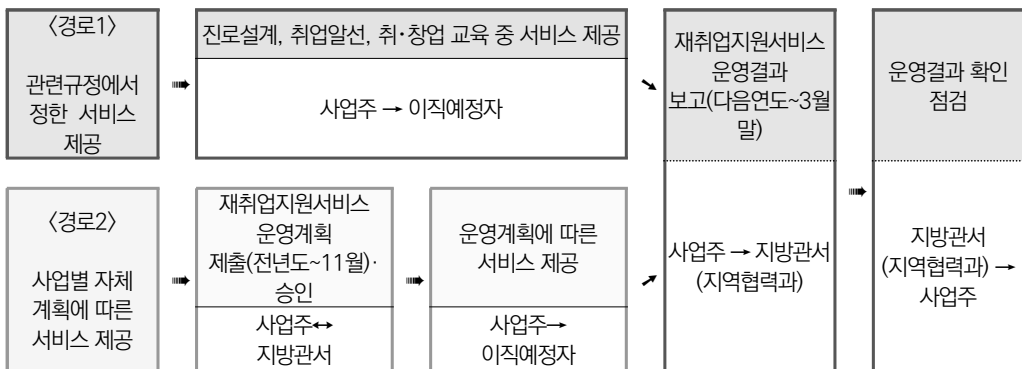 〈경로1〉
관련규정에서
정한 서비스
제공
➠
진로설계, 취업알선, 취·창업 교육 중 서비스 제공
사업주 → 이직예정자
➘
재취업지원서비스
운영결과
보고(다음연도~3월
말)
사업주 → 지방관서
(지역협력과)
➠
운영결과 확인
점검
지방관서
(지역협력과) →
사업주
〈경로2〉
사업별 자체
계획에 따른
서비스 제공
➠
재취업지원서비스
운영계획
제출(전년도~11월)·
승인
사업주↔
지방관서
➠
운영계획에 따른
서비스 제공
사업주→
이직예정자
➚